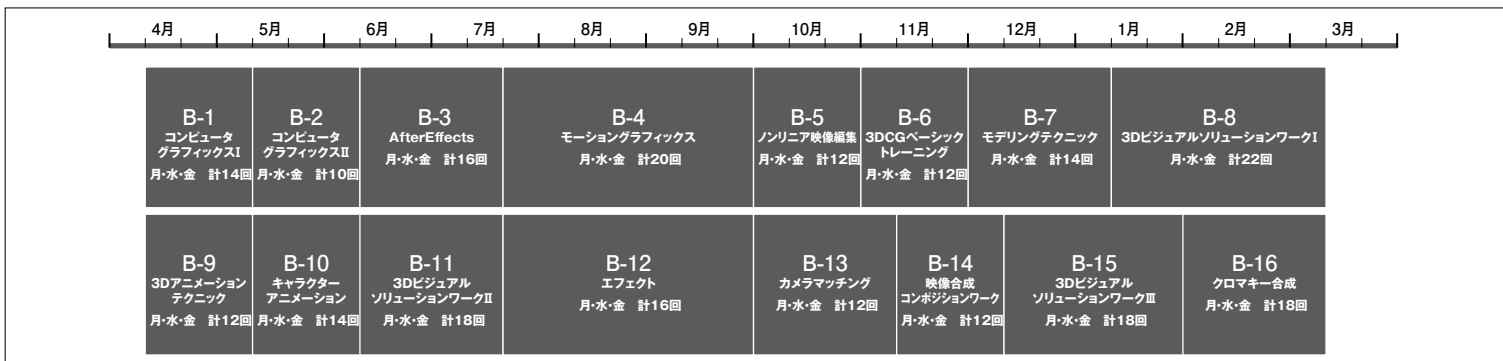 4月 5月 6月 7月 8月 9月 10月 11月 12月 1月 2月 3月
B-1
コンピュータ
グラフィックスⅠ
月・水・金 計14回
B-2
コンピュータ
グラフィックスⅡ
月・水・金 計10回
B-3
AfterEffects
月・水・金 計16回
B-4
モーショングラフィックス
月・水・金 計20回
B-5
ノンリニア映像編集
月・水・金 計12回
B-6
3DCGベーシック
トレーニング
月・水・金 計12回
B-7
モデリングテクニック
月・水・金 計14回
B-8
3DビジュアルソリューションワークⅠ
月・水・金 計22回
B-9
3Dアニメーション
テクニック
月・水・金 計12回
B-10
キャラクター
アニメーション
月・水・金 計14回
B-11
3Dビジュアル
ソリューションワークⅡ
月・水・金 計18回
B-12
エフェクト
月・水・金 計16回
B-13
カメラマッチング
月・水・金 計12回
B-14
映像合成
コンポジションワーク
月・水・金 計12回
B-15
3Dビジュアル
ソリューションワークⅢ
月・水・金 計18回
B-16
クロマキー合成
月・水・金 計18回